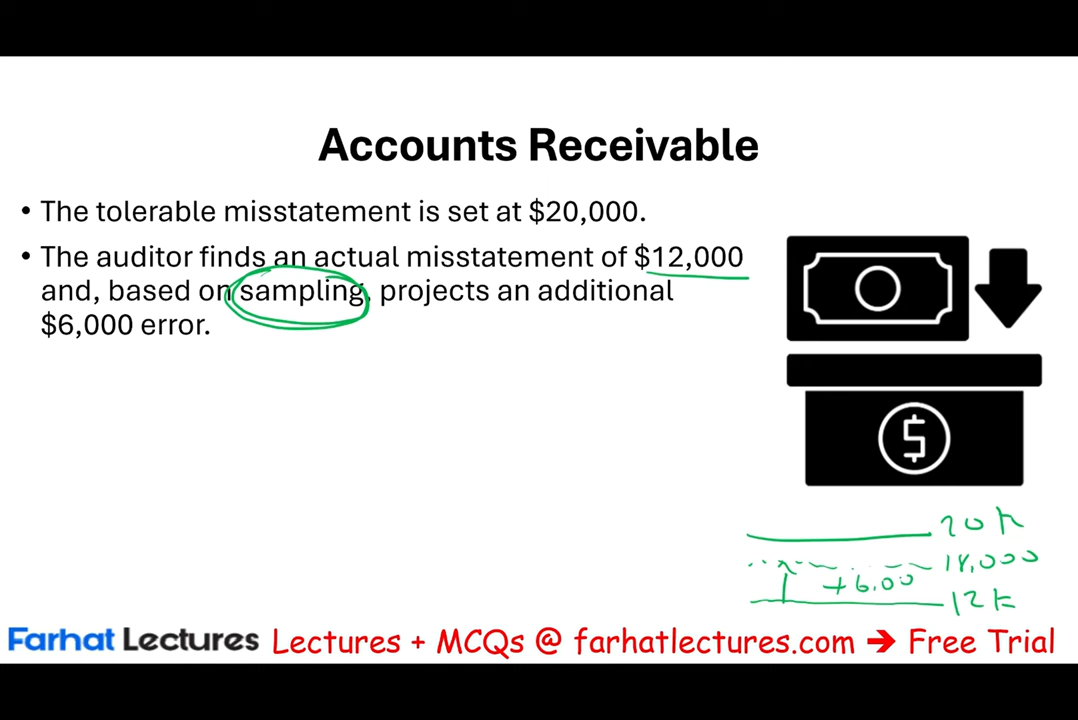 Accounts Receivable
• The tolerable misstatement is set at $20,000.
• The auditor finds an actual misstatement of $12,000
and, based on sampling, projects an additional
$6,000 error.
$
20K
18,000
+6.00
12K
Farhat Lectures Lectures + MCQs @ farhatlectures.com → Free Trial